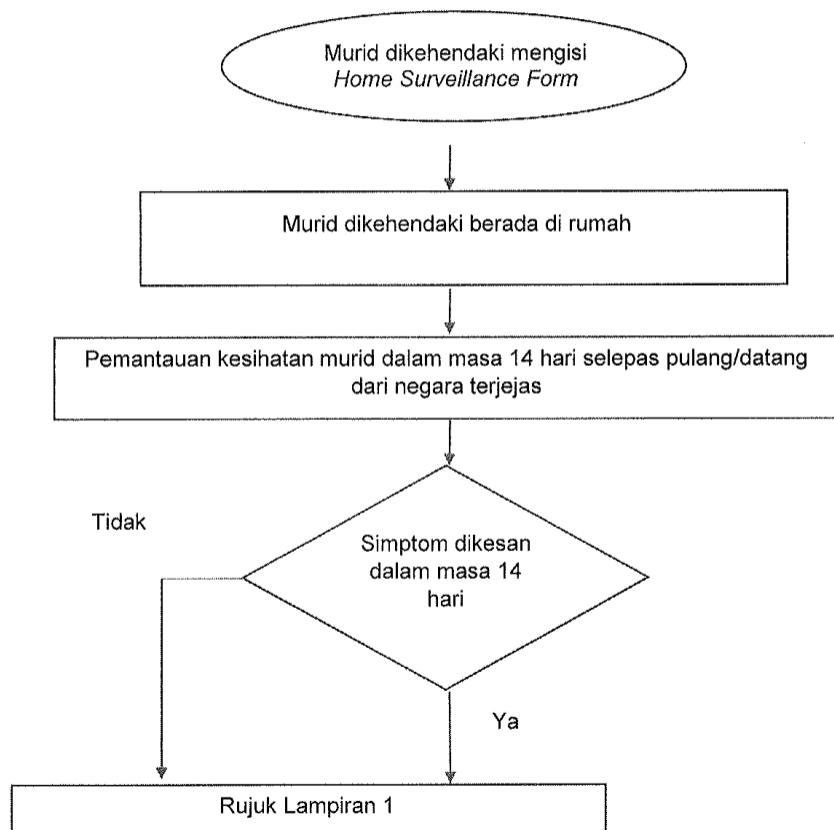 Murid dikehendaki mengisi
Home Surveillance Form
Murid dikehendaki berada di rumah
Pemantauan kesihatan murid dalam masa 14 hari selepas pulang/datang
dari negara terjejas
Tidak
Simptom dikesan
dalam masa 14
hari
Ya
Rujuk Lampiran 1